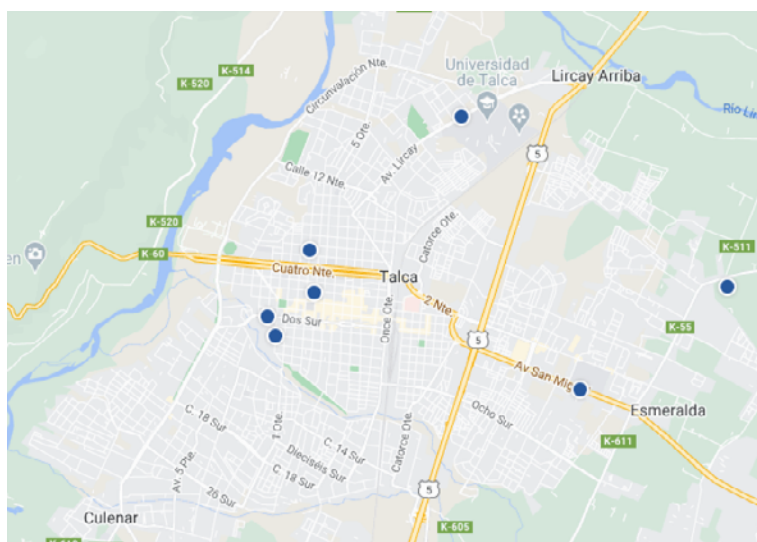 K-514
K-520
Circunvalación Nte.
Universidad
de Talca
Lircay Arriba
Río Lir
5 Ote.
Av. Lircay
5
Calle 12 Nte.
K-520
Catorce Ote.
K-511
en
K-60
Cuatro Nte.
Talca
2 Nte.
Dos Sur
Once Ote.
K-55
5
Av San Mig
Esmeralda
Ocho Sur
C. 18 Sur
1 Ote.
K-611
C. 14 Sur
Dieciséis Sur
Catorce Ote.
Av. 5 Pte.
C. 18 Sur
26 Sur
5
Culenar
K-605